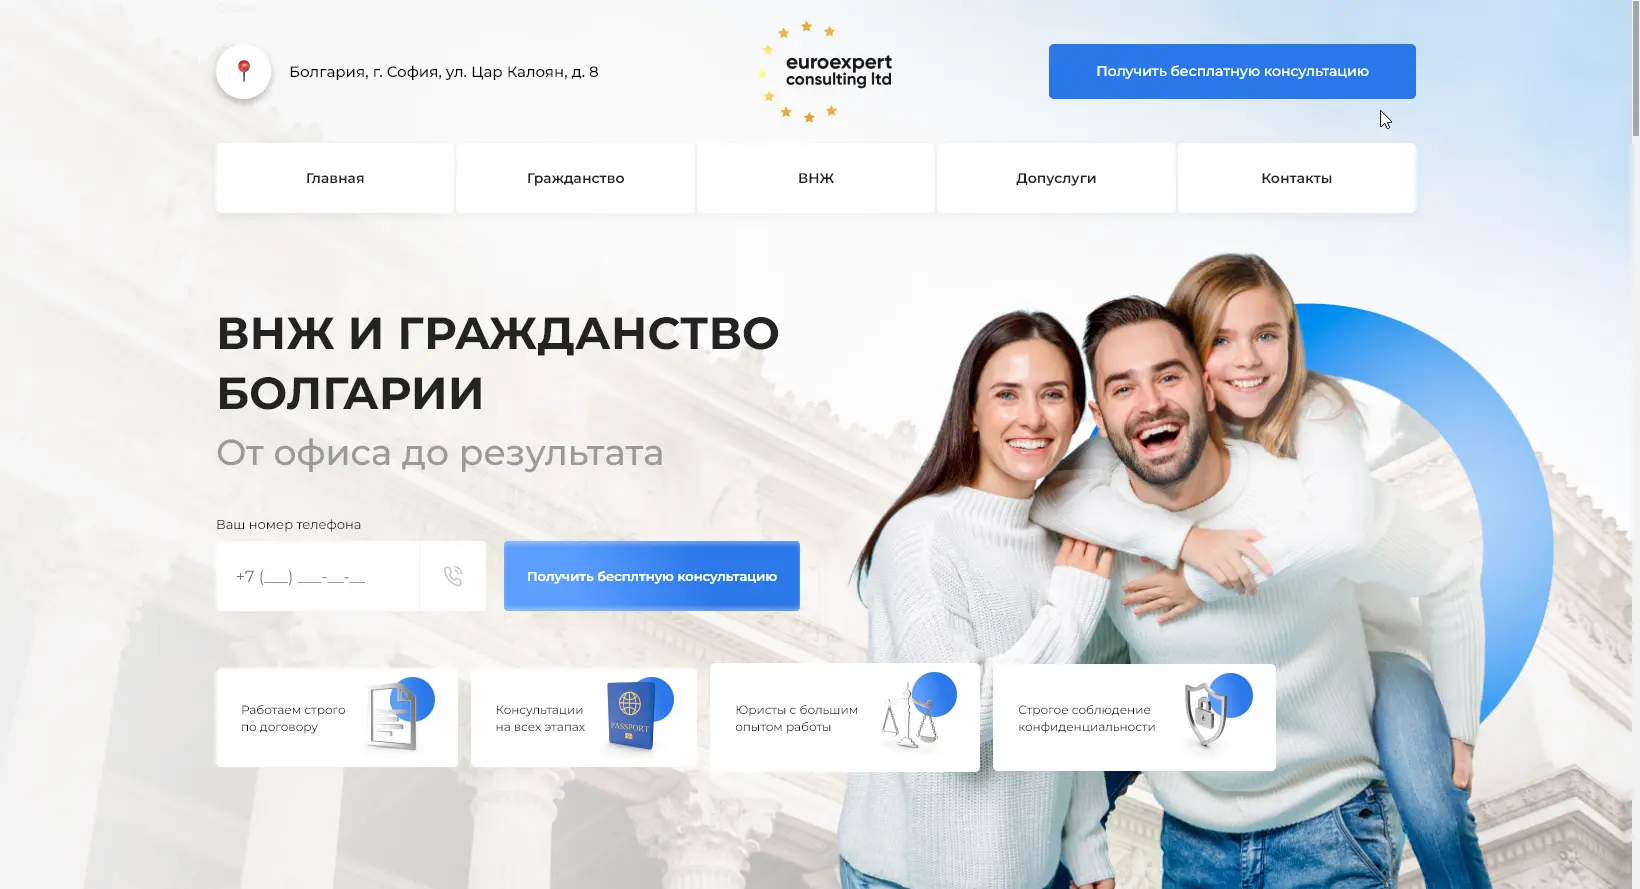 Болгария, г. София, ул. Цар Калоян, д. 8
euroexpert
consulting ltd
Получить бесплатную консультацию
Главная
Гражданство
ВНЖ
Допуслуги
Контакты
ВНЖ И ГРАЖДАНСТВО
БОЛГАРИИ
От офиса до результата
Ваш номер телефона
+7 (___) ___-__-__
Получить бесплтную консультацию
Работаем строго
по договору
PASSPORT
Консультации
на всех этапах
Юристы с большим
опытом работы
Строгое соблюдение
конфиденциальности